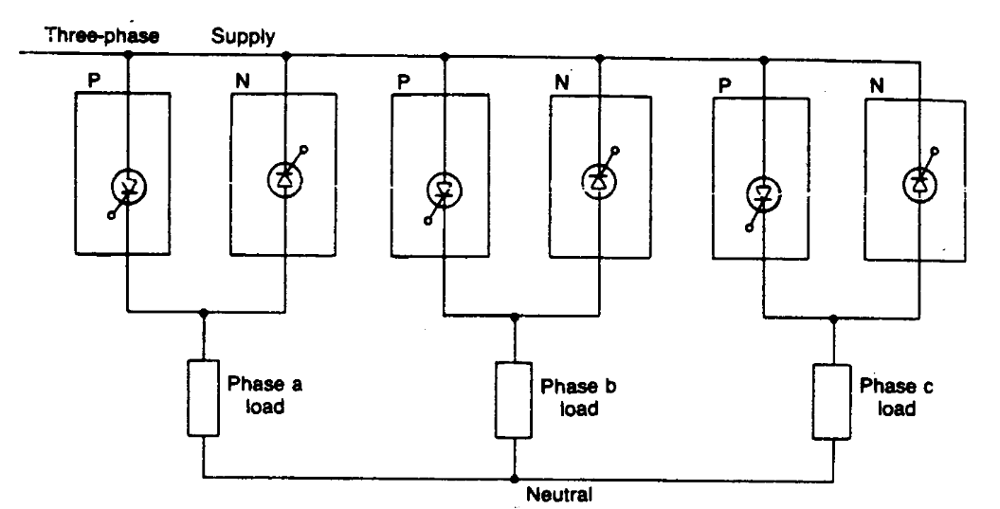 Three-phase Supply
P N P N P N
Phase a
load
Phase b
load
Phase c
load
Neutral